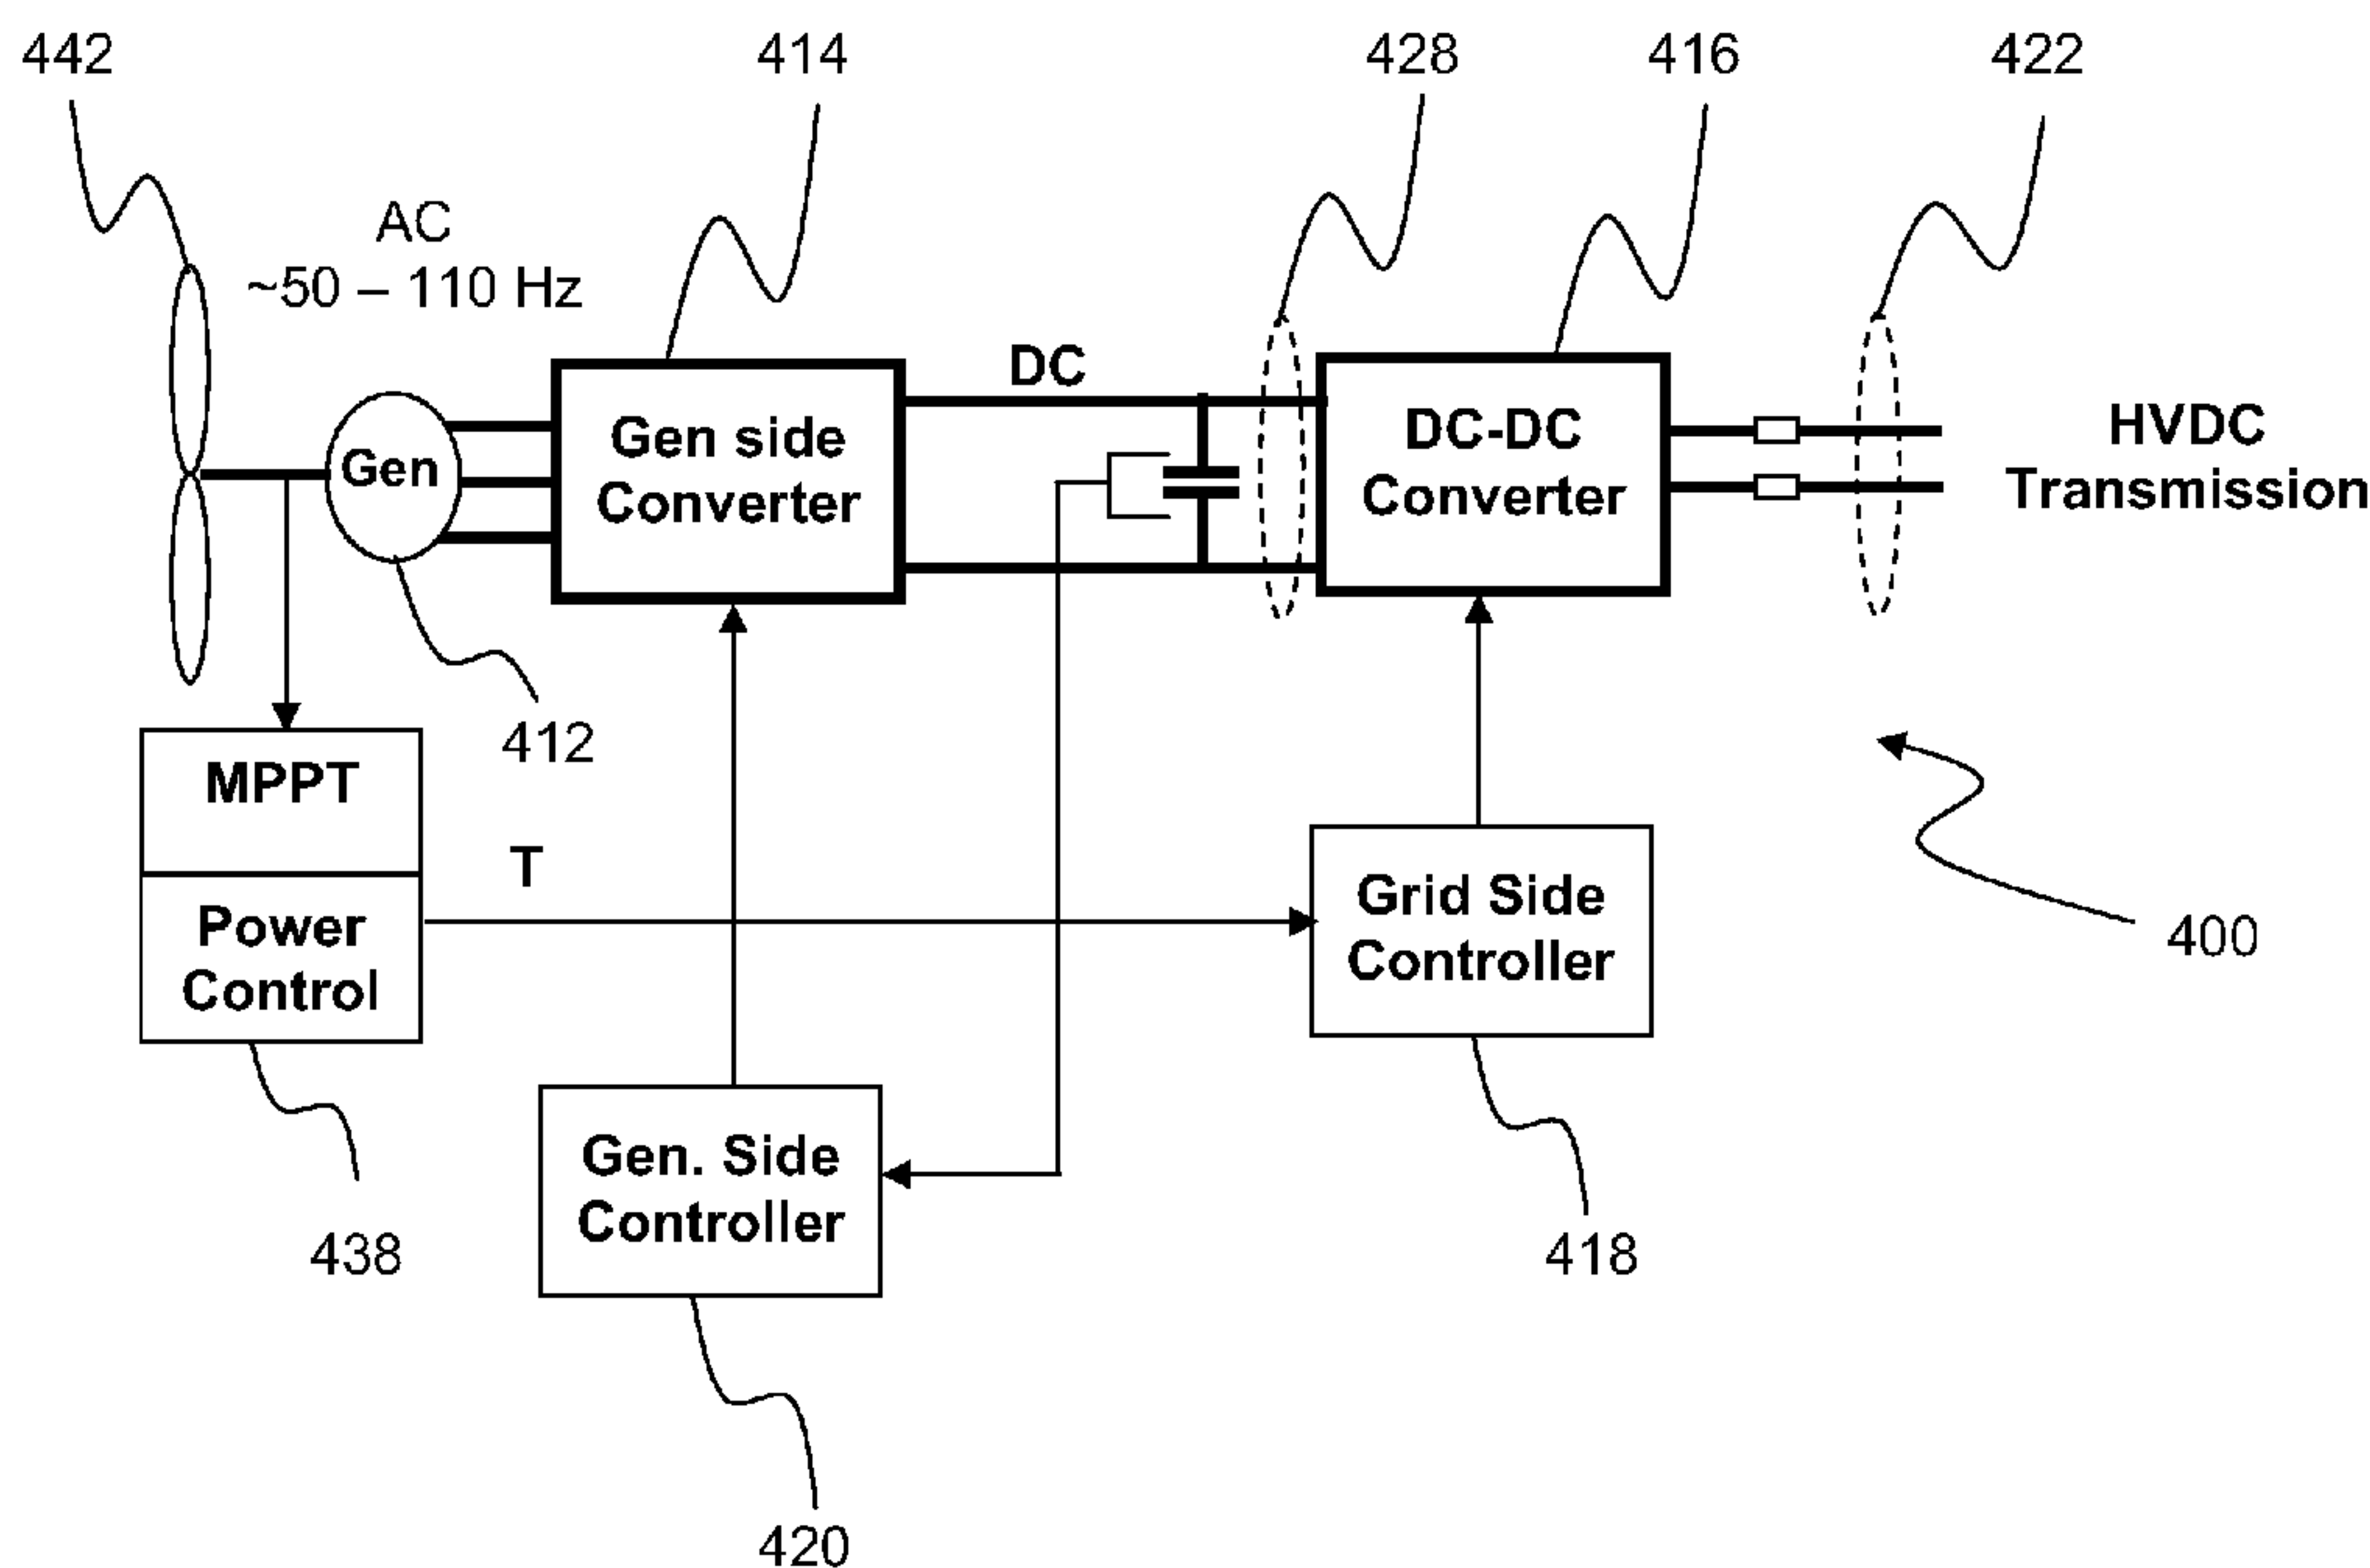 442
414
428
416
422
AC
~50 – 110 Hz
DC
Gen
Gen side
Converter
DC-DC
Converter
HVDC
Transmission
412
MPPT
T
Power
Control
Grid Side
Controller
400
Gen. Side
Controller
438
418
420